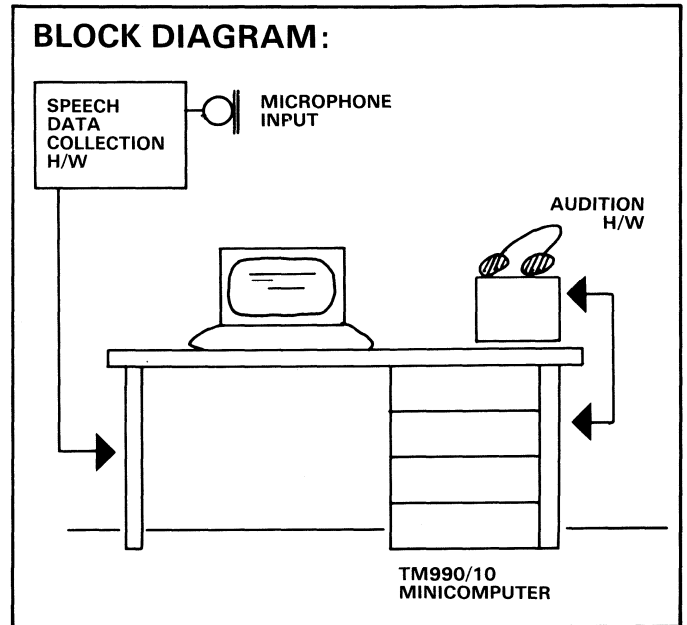 BLOCK DIAGRAM:
SPEECH
DATA
COLLECTION
H/W
MICROPHONE
INPUT
AUDITION
H/W
TM990/10
MINICOMPUTER